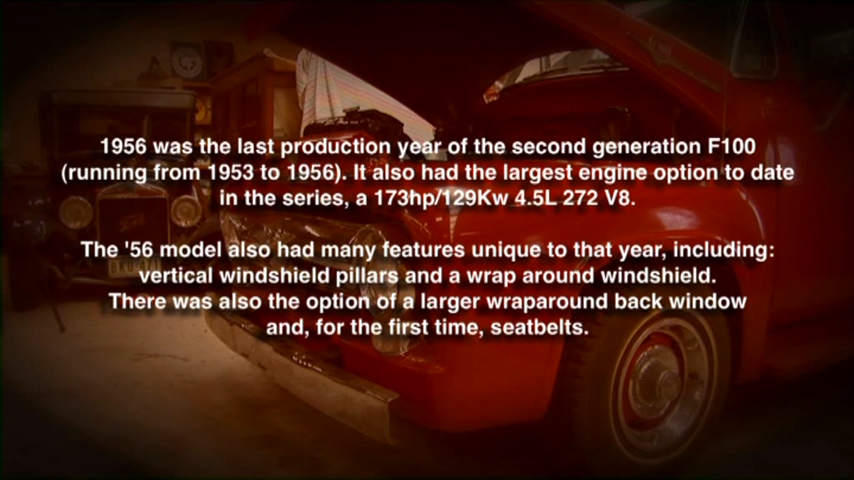 1956 was the last production year of the second generation F100
(running from 1953 to 1956). It also had the largest engine option to date
in the series, a 173hp/129Kw 4.5L 272 V8.
The '56 model also had many features unique to that year, including:
vertical windshield pillars and a wrap around windshield.
There was also the option of a larger wraparound back window
and, for the first time, seatbelts.